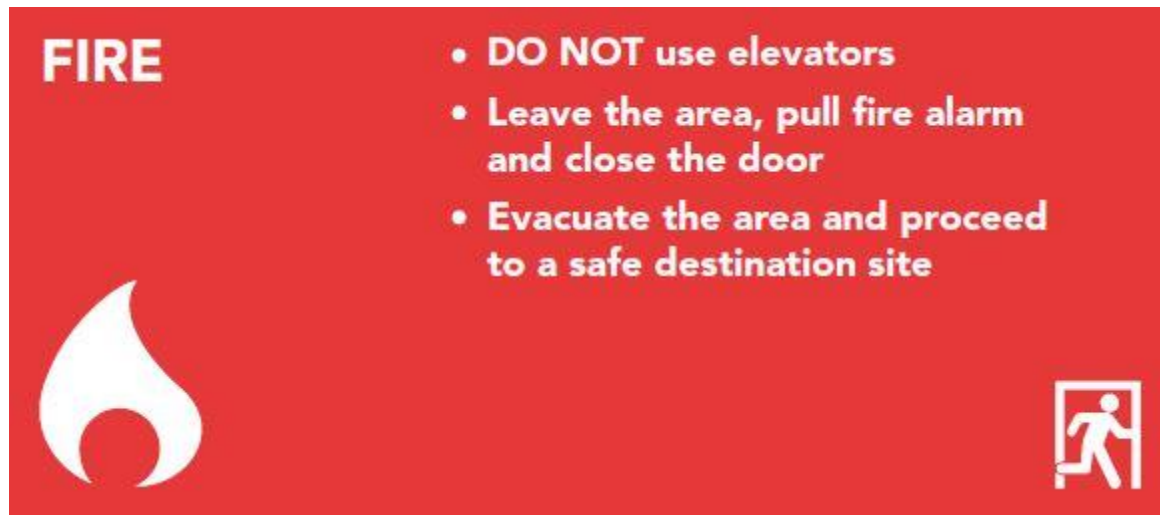 FIRE
• DO NOT use elevators
• Leave the area, pull fire alarm
and close the door
• Evacuate the area and proceed
to a safe destination site